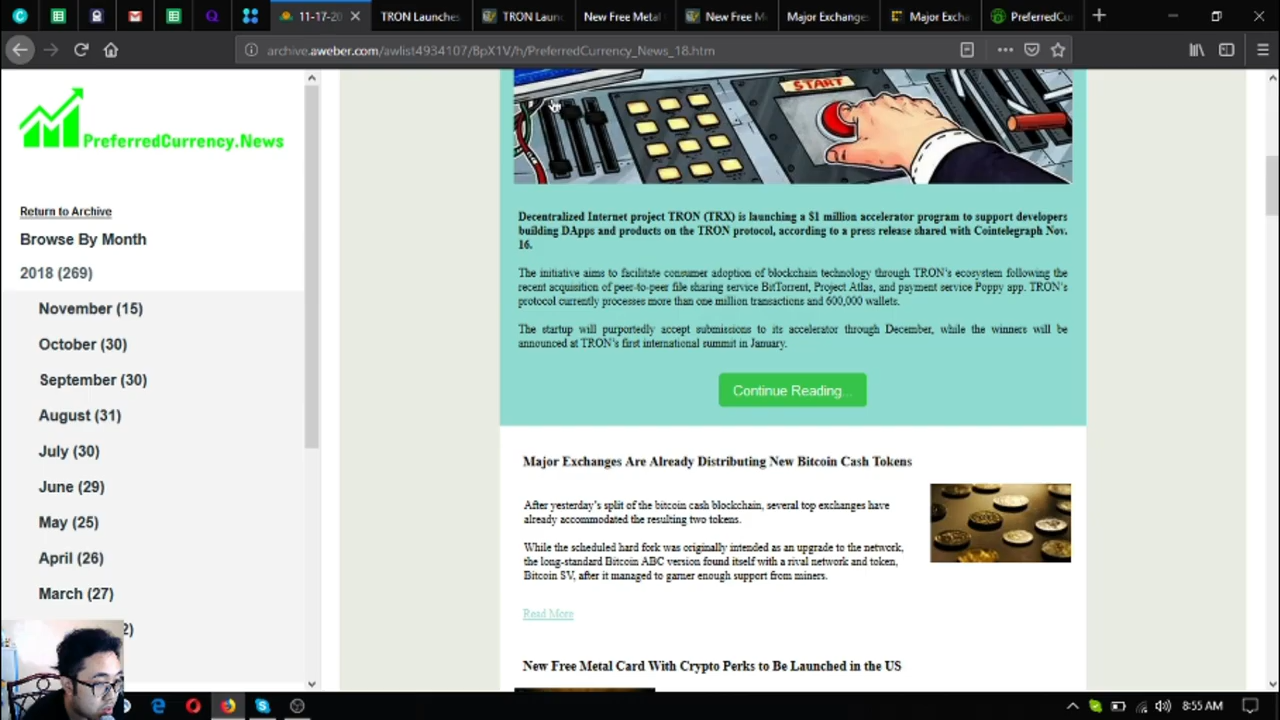 11-17-20
TRON Launches
TRON Laun
New Free Metal
New Free M
Major Exchanges
Major Excha
PreferredCur
archive.aweber.com/awlist4934107/8pX1V/h/PreferredCurrency_News_18.htm
PreferredCurrency.News
Return to Archive
Browse By Month
2018 (269)
November (15)
October (30)
September (30)
August (31)
July (30)
June (29)
May (25)
April (26)
March (27)
2)
START
Decentralized Internet project TRON (TRX) is launching a $1 million accelerator program to support developers
building DApps and products on the TRON protocol, according to a press release shared with Cointelegraph Nov.
16.
The initiative aims to facilitate consumer adoption of blockchain technology through TRON's ecosystem following the
recent acquisition of peer-to-peer file sharing service BitTorrent, Project Atlas, and payment service Poppy app. TRON's
protocol currently processes more than one million transactions and 600,000 wallets.
The startup will purportedly accept submissions to its accelerator through December, while the winners will be
announced at TRON's first international summit in January.
Continue Reading...
Major Exchanges Are Already Distributing New Bitcoin Cash Tokens
After yesterday's split of the bitcoin cash blockchain, several top exchanges have
already accommodated the resulting two tokens.
While the scheduled hard fork was originally intended as an upgrade to the network,
the long-standard Bitcoin ABC version found itself with a rival network and token,
Bitcoin SV, after it managed to garner enough support from miners.
Read More
New Free Metal Card With Crypto Perks to Be Launched in the US
8:55 AM